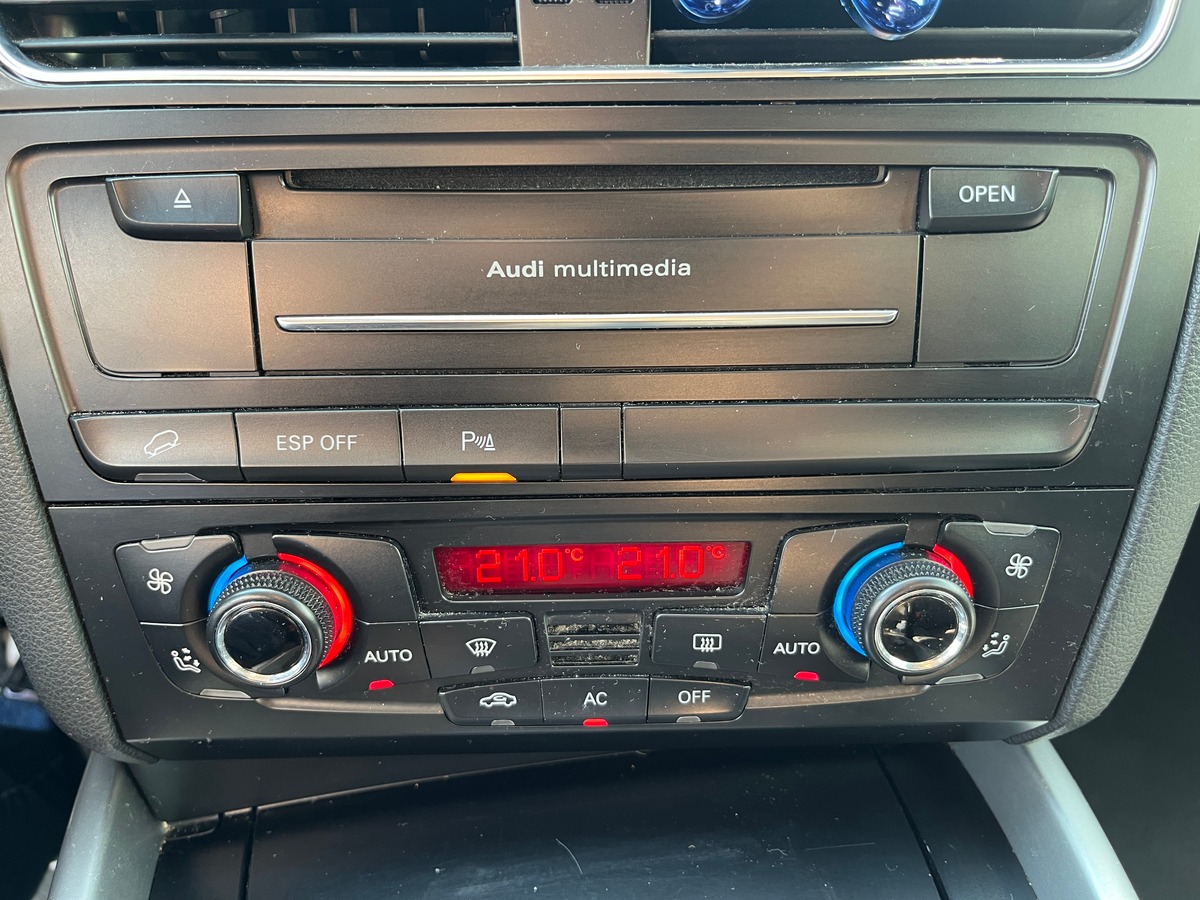 OPEN
Audi multimedia
ESP OFF
P
21.0°C 21.0°C
AUTO
AUTO
AC
OFF